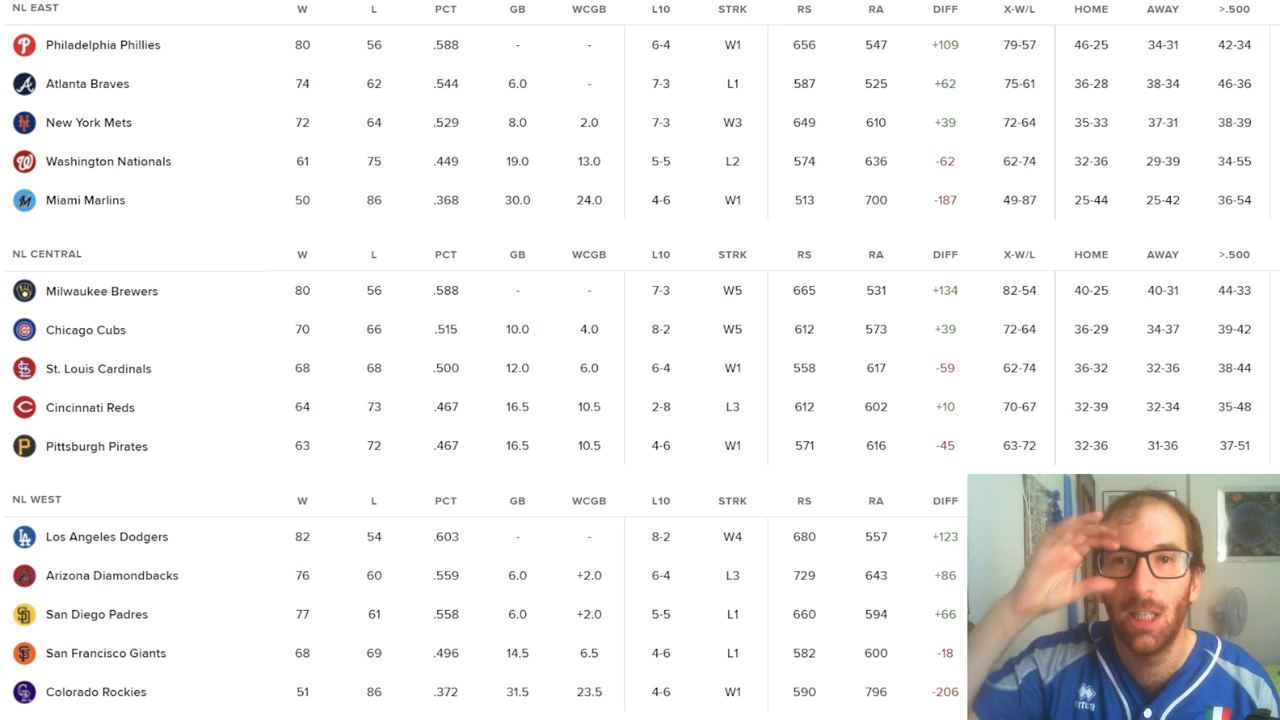 NL EAST W L PCT GB WCGB L10 STRK RS RA DIFF X-W/L HOME AWAY >.500
Philadelphia Phillies 80 56 .588 - - 6-4 W1 656 547 +109 79-57 46-25 34-31 42-34
Atlanta Braves 74 62 .544 6.0 - 7-3 L1 587 525 +62 75-61 36-28 38-34 46-36
New York Mets 72 64 .529 8.0 2.0 7-3 W3 649 610 +39 72-64 35-33 37-31 38-39
Washington Nationals 61 75 .449 19.0 13.0 5-5 L2 574 636 -62 62-74 32-36 29-39 34-55
Miami Marlins 50 86 .368 30.0 24.0 4-6 W1 513 700 -187 49-87 25-44 25-42 36-54
NL CENTRAL W L PCT GB WCGB L10 STRK RS RA DIFF X-W/L HOME AWAY >.500
Milwaukee Brewers 80 56 .588 - - 7-3 W5 665 531 +134 82-54 40-25 40-31 44-33
Chicago Cubs 70 66 .515 10.0 4.0 8-2 W5 612 573 +39 72-64 36-29 34-37 39-42
St. Louis Cardinals 68 68 .500 12.0 6.0 6-4 W1 558 617 -59 62-74 36-32 32-36 38-44
Cincinnati Reds 64 73 .467 16.5 10.5 2-8 L3 612 602 +10 70-67 32-39 32-34 35-48
Pittsburgh Pirates 63 72 .467 16.5 10.5 4-6 W1 571 616 -45 63-72 32-36 31-36 37-51
NL WEST W L PCT GB WCGB L10 STRK RS RA DIFF
Los Angeles Dodgers 82 54 .603 - - 8-2 W4 680 557 +123
Arizona Diamondbacks 76 60 .559 6.0 +2.0 6-4 L3 729 643 +86
San Diego Padres 77 61 .558 6.0 +2.0 5-5 L1 660 594 +66
San Francisco Giants 68 69 .496 14.5 6.5 4-6 L1 582 600 -18
Colorado Rockies 51 86 .372 31.5 23.5 4-6 W1 590 796 -206